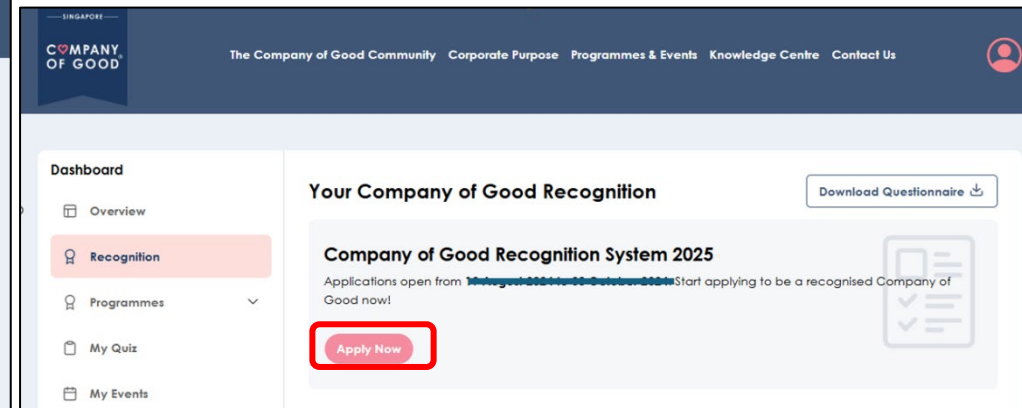 SINGAPORE
COMPANY
OF GOOD
The Company of Good Community Corporate Purpose Programmes & Events Knowledge Centre Contact Us
Dashboard
Overview
Recognition
Programmes
My Quiz
My Events
Your Company of Good Recognition
Download Questionnaire
Company of Good Recognition System 2025
Applications open from Start applying to be a recognised Company of
Good now!
Apply Now